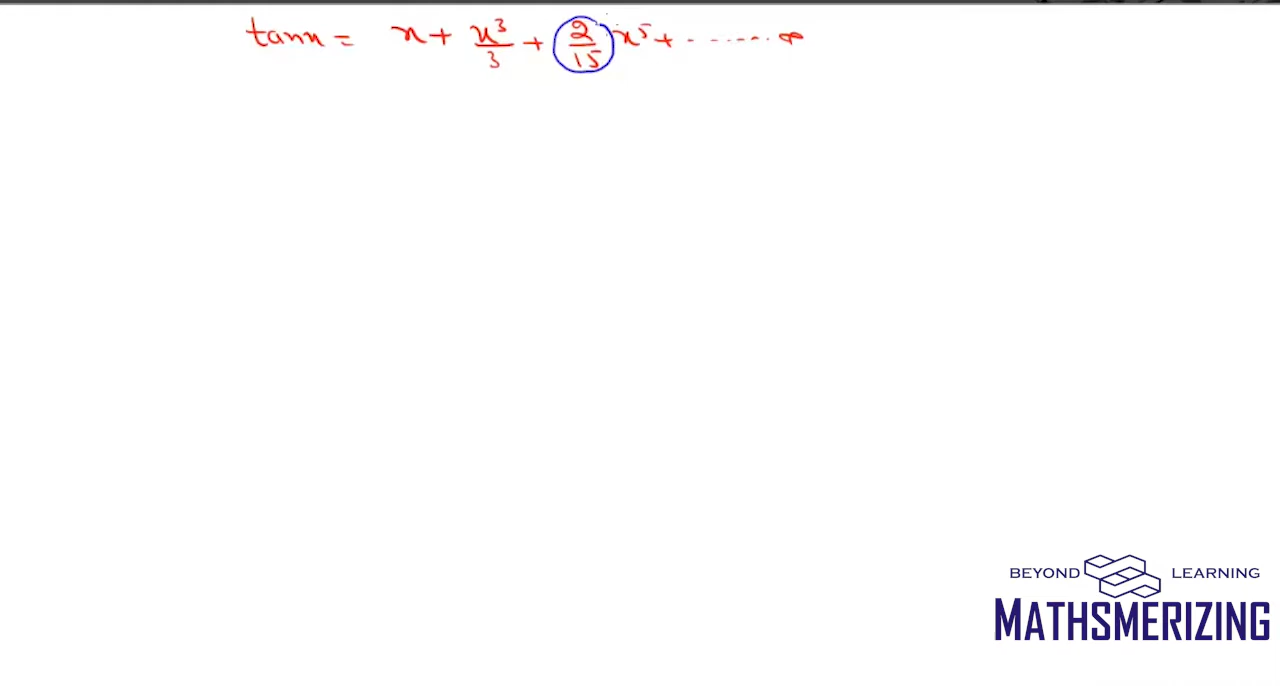 tanx = x + x³/3 + 2/15 x⁵ + ....... ∞
BEYOND LEARNING
MATHSMERIZING